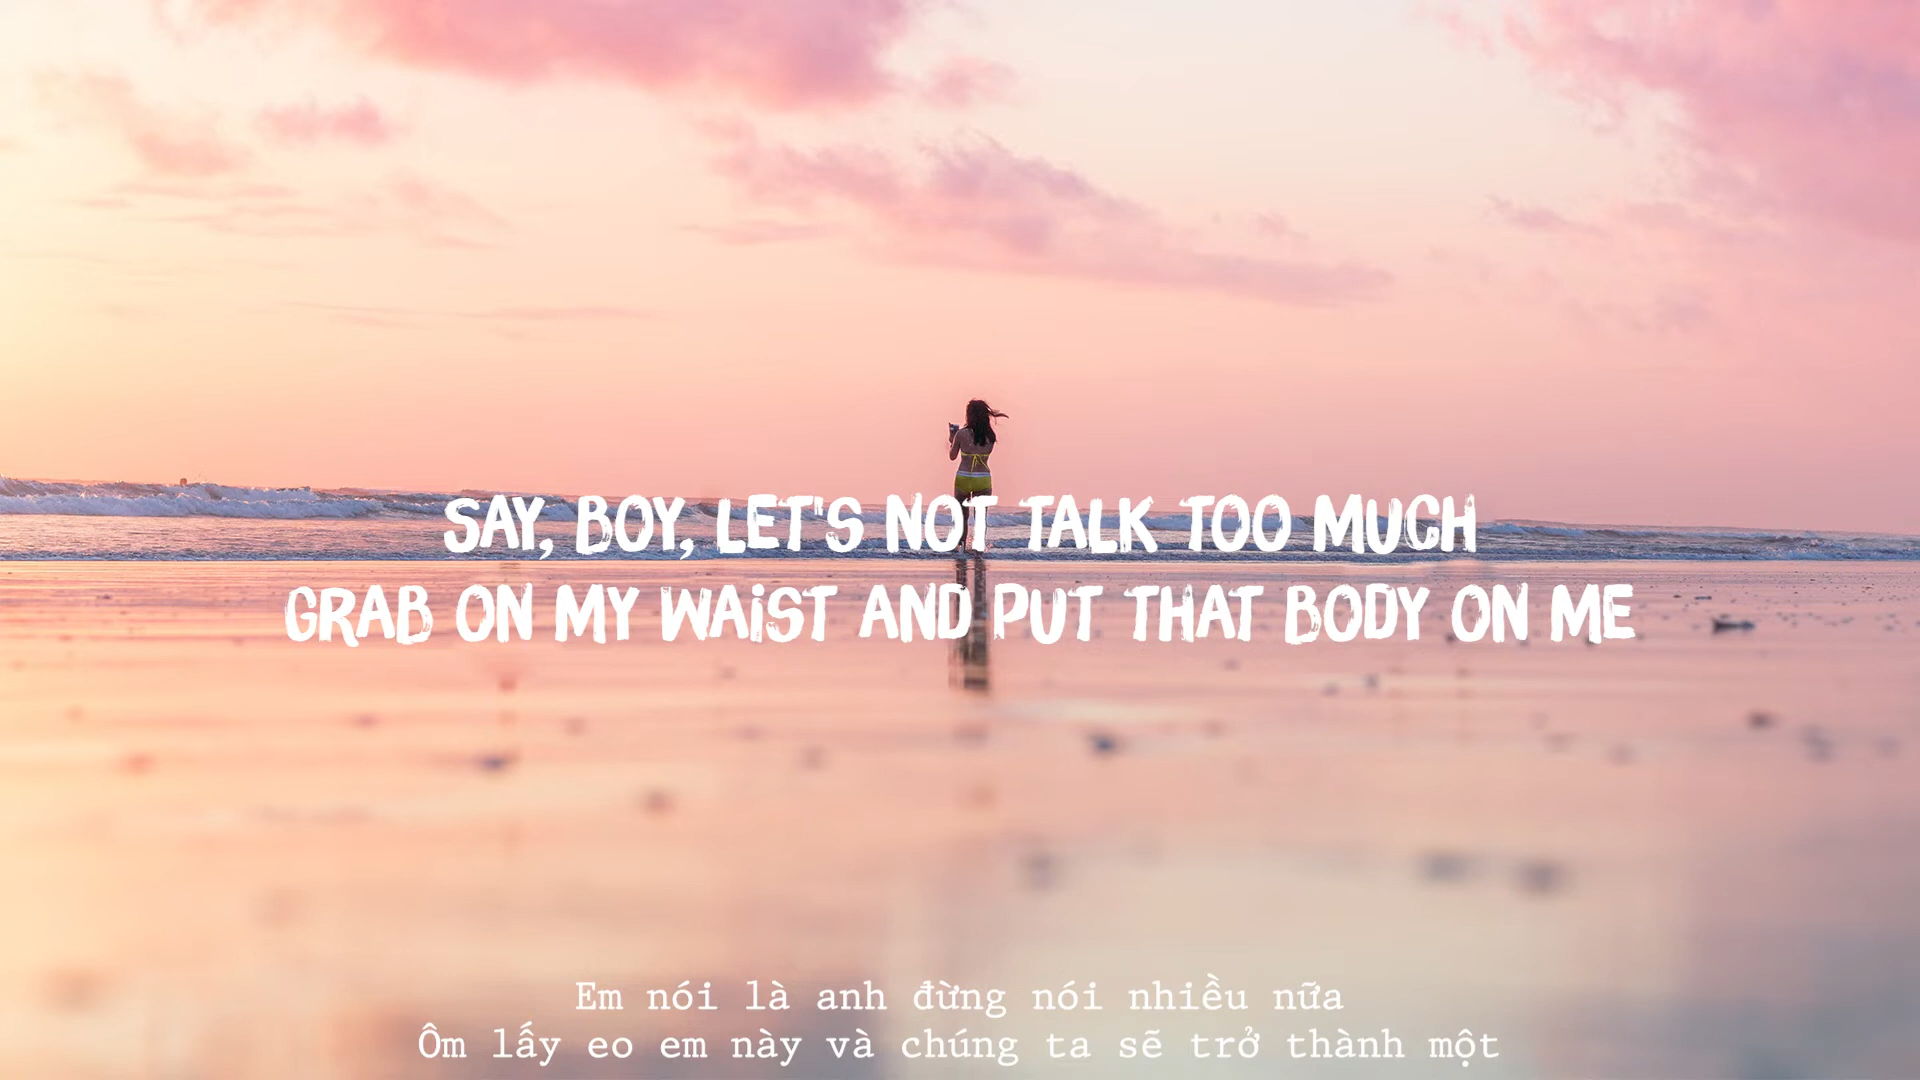 SAY, BOY, LET'S NOT TALK TOO MUCH
GRAB ON MY WAiST AND PUT THAT BODY ON ME
Em nói là anh đừng nói nhiều nữa
Ôm lấy eo em này và chúng ta sẽ trở thành một